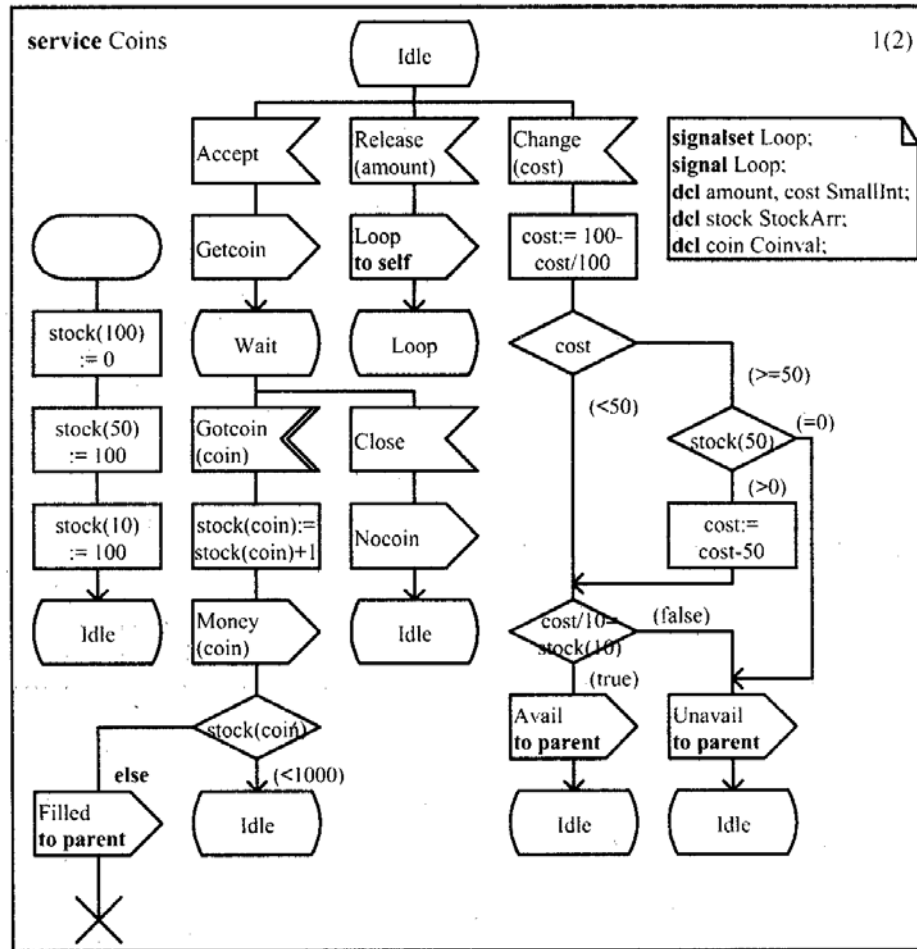 service Coins
1(2)
Idle
Accept
Release
(amount)
Change
(cost)
signalset Loop;
signal Loop;
dcl amount, cost SmallInt;
dcl stock StockArr;
dcl coin Coinval;
Getcoin
Loop
to self
cost:= 100-
cost/100
stock(100)
:= 0
Wait
Loop
cost
(>=50)
(<50)
stock(50)
:= 100
Gotcoin
(coin)
Close
stock(50)
(=0)
(>0)
stock(10)
:= 100
stock(coin):=
stock(coin)+1
Nocoin
cost:=
cost-50
Idle
Money
(coin)
Idle
cost/10=
stock(10)
(false)
(true)
stock(coin)
Avail
to parent
Unavail
to parent
else
(<1000)
Filled
to parent
Idle
Idle
Idle